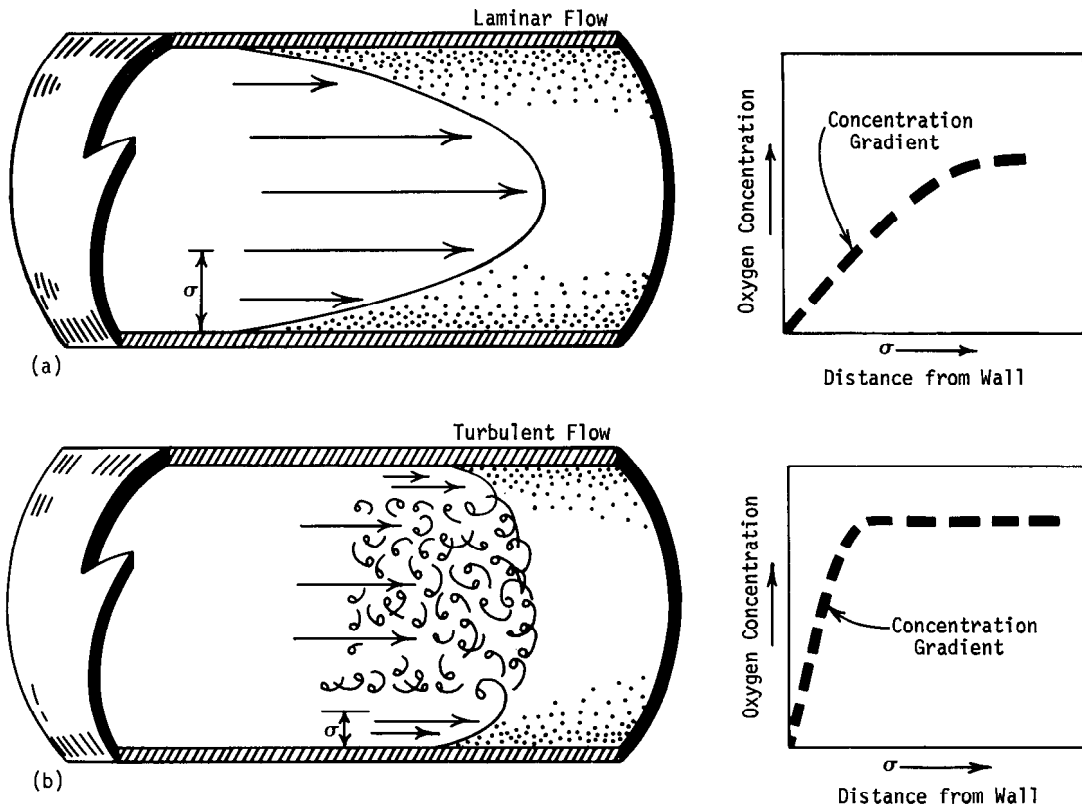 Laminar Flow
σ
(a)
Oxygen Concentration
Concentration
Gradient
σ
Distance from Wall
Turbulent Flow
σ
(b)
Oxygen Concentration
Concentration
Gradient
σ
Distance from Wall